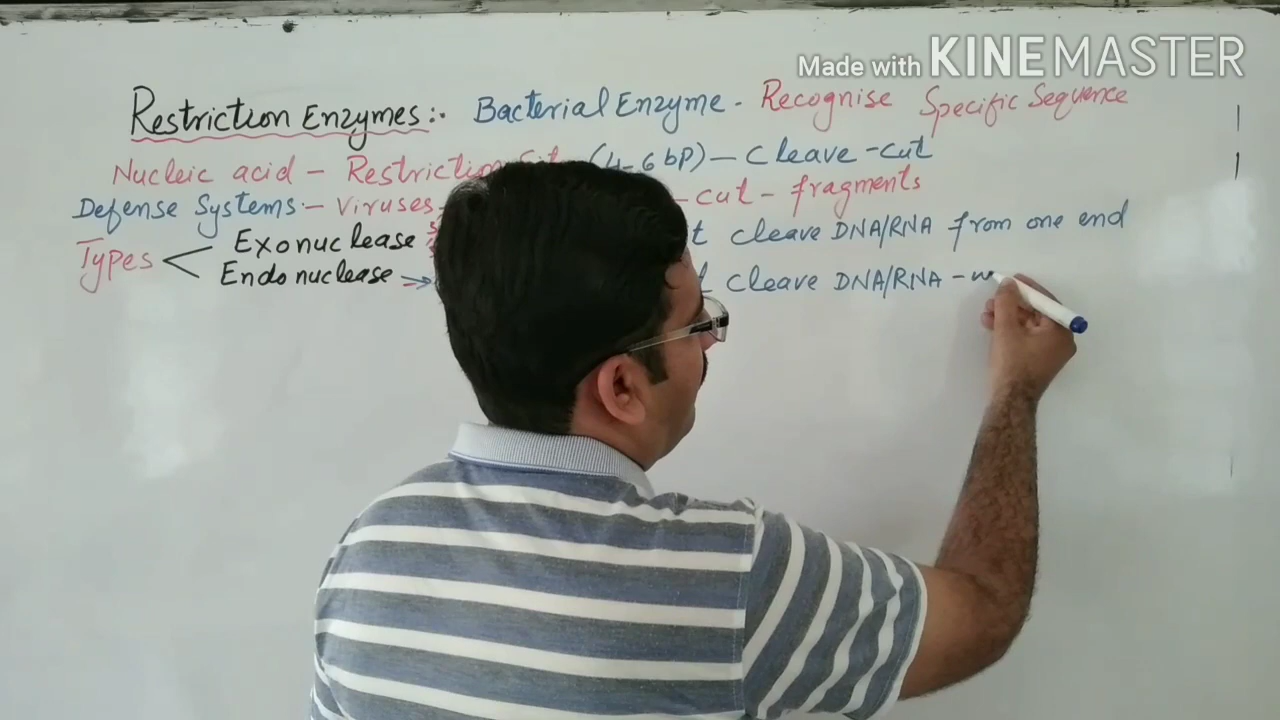 Made with KINEMASTER
Restriction Enzymes:. Bacterial Enzyme. Recognise Specific Sequence
Nucleic acid - Restriction (4-6 bp) - Cleave - cut
Defense Systems. - Viruses - cut - fragments
Types Exonuclease cleave DNA/RNA from one end
Endonuclease → cleave DNA/RNA -